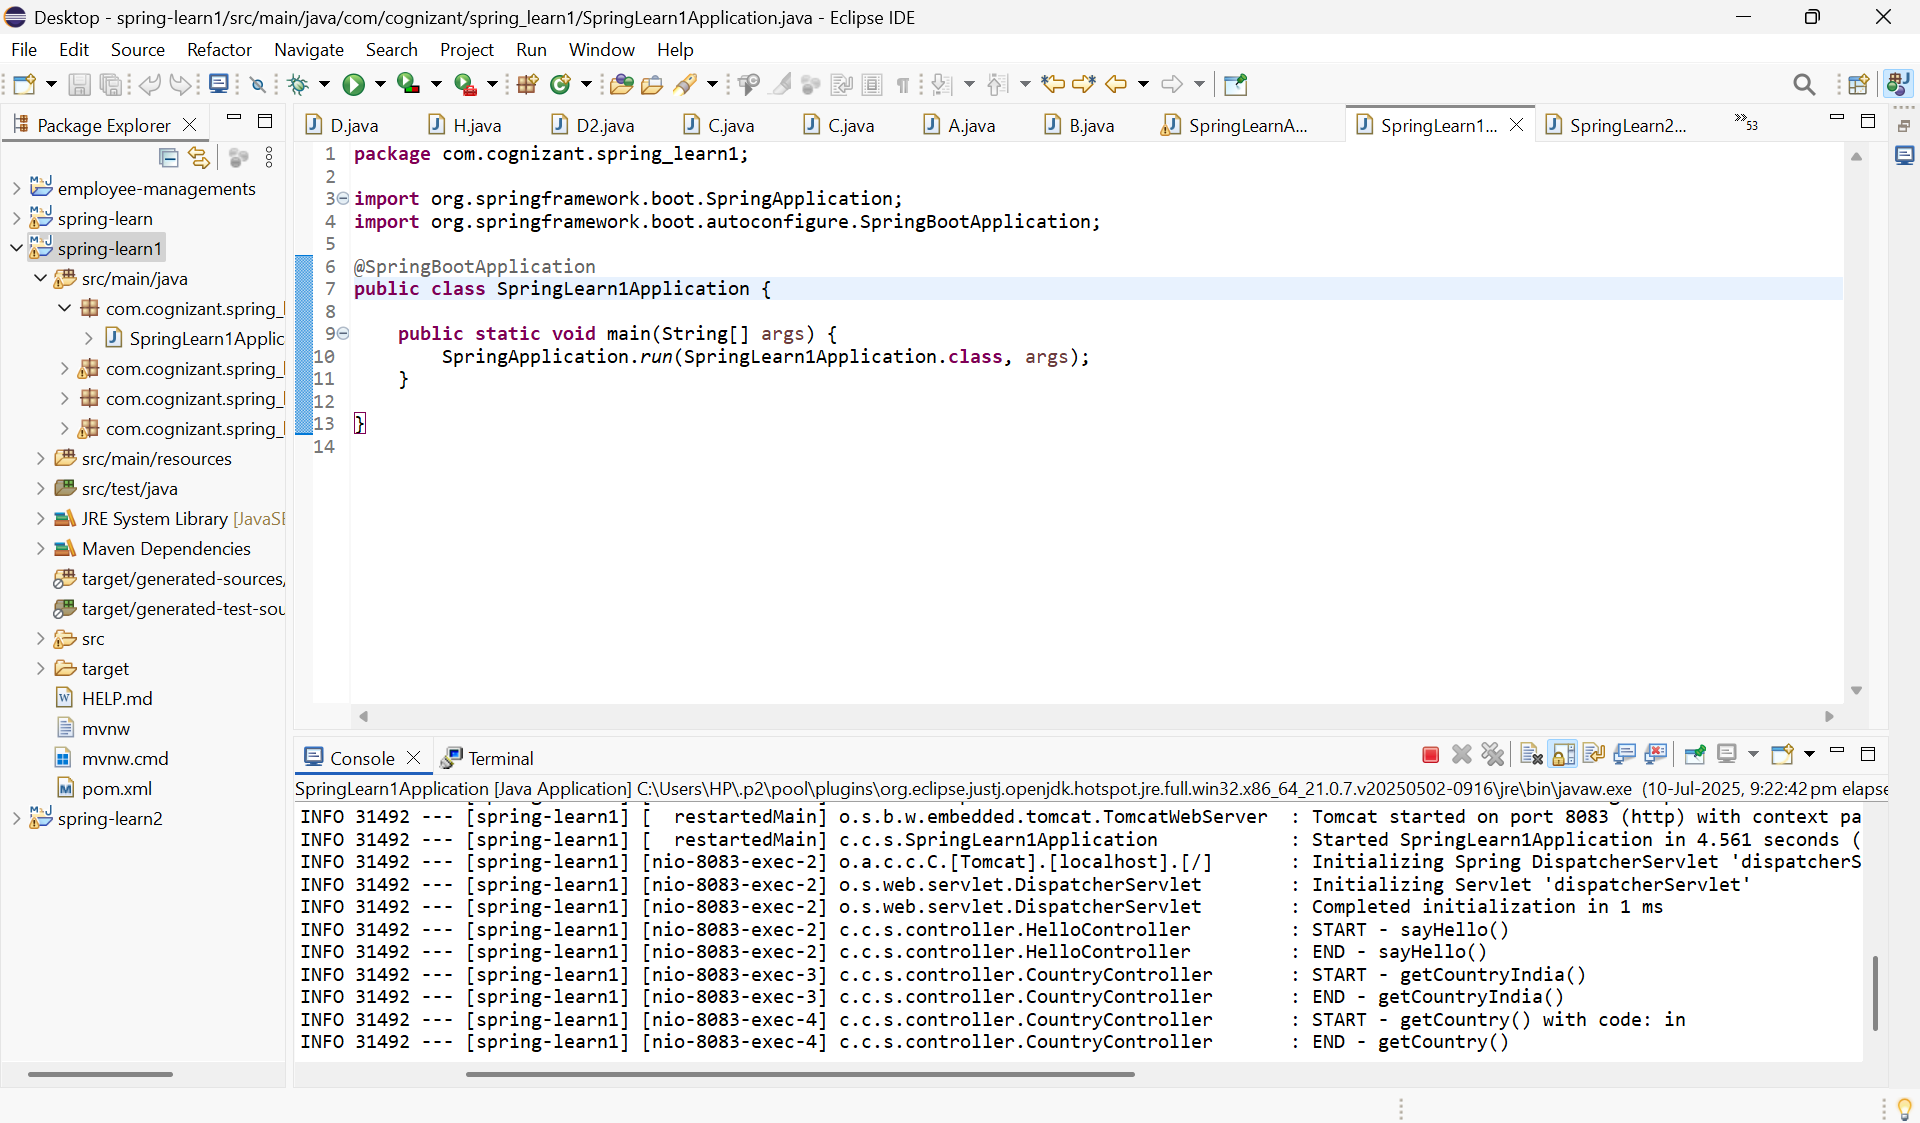 Desktop - spring-learn1/src/main/java/com/cognizant/spring_learn1/SpringLearn1Application.java - Eclipse IDE
File Edit Source Refactor Navigate Search Project Run Window Help
Package Explorer
D.java H.java D2.java C.java C.java A.java B.java SpringLearnA... SpringLearn1... SpringLearn2... »53
employee-managements
spring-learn
spring-learn1
src/main/java
com.cognizant.spring_
SpringLearn1Applic
com.cognizant.spring_
com.cognizant.spring_
com.cognizant.spring_
src/main/resources
src/test/java
JRE System Library [JavaSE
Maven Dependencies
target/generated-sources/
target/generated-test-sou
src
target
HELP.md
mvnw
mvnw.cmd
pom.xml
spring-learn2
1 package com.cognizant.spring_learn1;
2
3 import org.springframework.boot.SpringApplication;
4 import org.springframework.boot.autoconfigure.SpringBootApplication;
5
6 @SpringBootApplication
7 public class SpringLearn1Application {
8
9 public static void main(String[] args) {
10 SpringApplication.run(SpringLearn1Application.class, args);
11 }
12
13 }
14
Console Terminal
SpringLearn1Application [Java Application] C:\Users\HP\.p2\pool\plugins\org.eclipse.justj.openjdk.hotspot.jre.full.win32.x86_64_21.0.7.v20250502-0916\jre\bin\javaw.exe (10-Jul-2025, 9:22:42 pm elapse
INFO 31492 --- [spring-learn1] [  restartedMain] o.s.b.w.embedded.tomcat.TomcatWebServer : Tomcat started on port 8083 (http) with context pa
INFO 31492 --- [spring-learn1] [  restartedMain] c.c.s.SpringLearn1Application : Started SpringLearn1Application in 4.561 seconds (
INFO 31492 --- [spring-learn1] [nio-8083-exec-2] o.a.c.c.C.[Tomcat].[localhost].[/] : Initializing Spring DispatcherServlet 'dispatcherS
INFO 31492 --- [spring-learn1] [nio-8083-exec-2] o.s.web.servlet.DispatcherServlet : Initializing Servlet 'dispatcherServlet'
INFO 31492 --- [spring-learn1] [nio-8083-exec-2] o.s.web.servlet.DispatcherServlet : Completed initialization in 1 ms
INFO 31492 --- [spring-learn1] [nio-8083-exec-2] c.c.s.controller.HelloController : START - sayHello()
INFO 31492 --- [spring-learn1] [nio-8083-exec-2] c.c.s.controller.HelloController : END - sayHello()
INFO 31492 --- [spring-learn1] [nio-8083-exec-3] c.c.s.controller.CountryController : START - getCountryIndia()
INFO 31492 --- [spring-learn1] [nio-8083-exec-3] c.c.s.controller.CountryController : END - getCountryIndia()
INFO 31492 --- [spring-learn1] [nio-8083-exec-4] c.c.s.controller.CountryController : START - getCountry() with code: in
INFO 31492 --- [spring-learn1] [nio-8083-exec-4] c.c.s.controller.CountryController : END - getCountry()